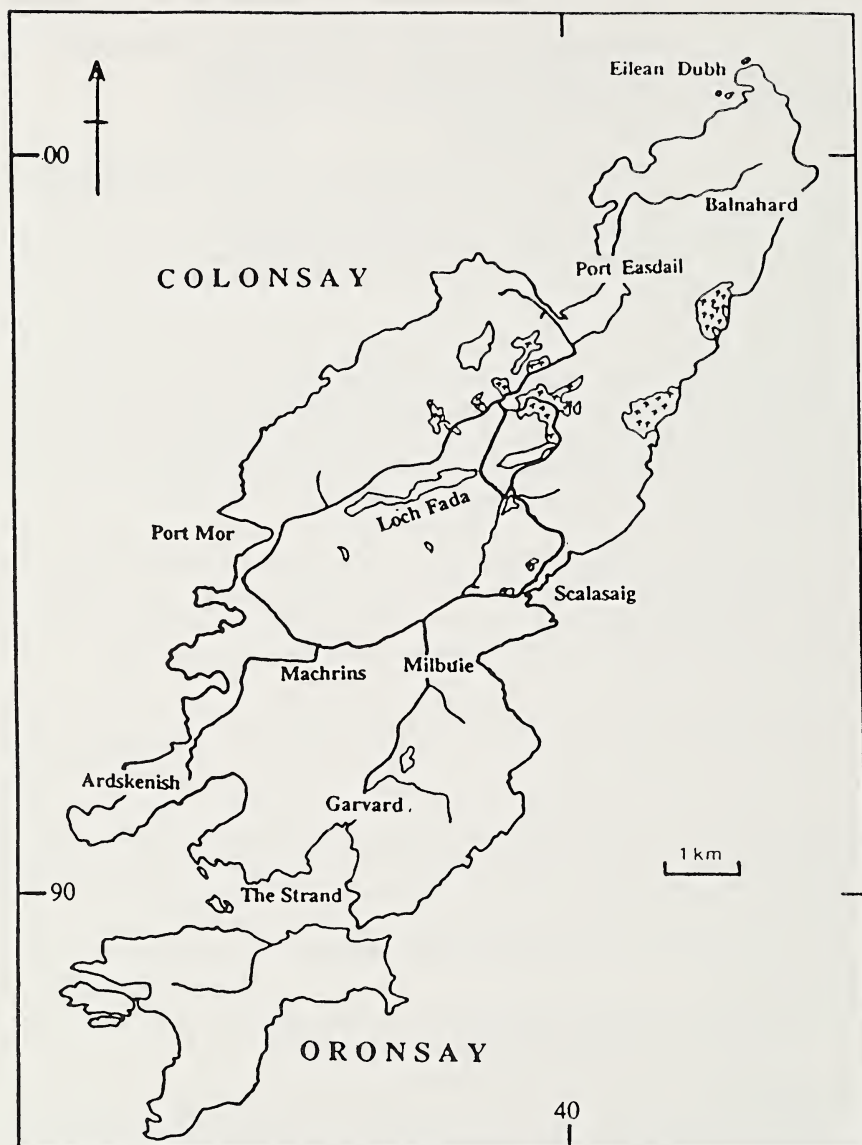 Eilean Dubh
00
Balnahard
Port Easdail
COLONSAY
Loch Fada
Port Mor
Scalasaig
Machrins
Milbuie
Ardskenish
Garvard
1 km
90
The Strand
ORONSAY
40